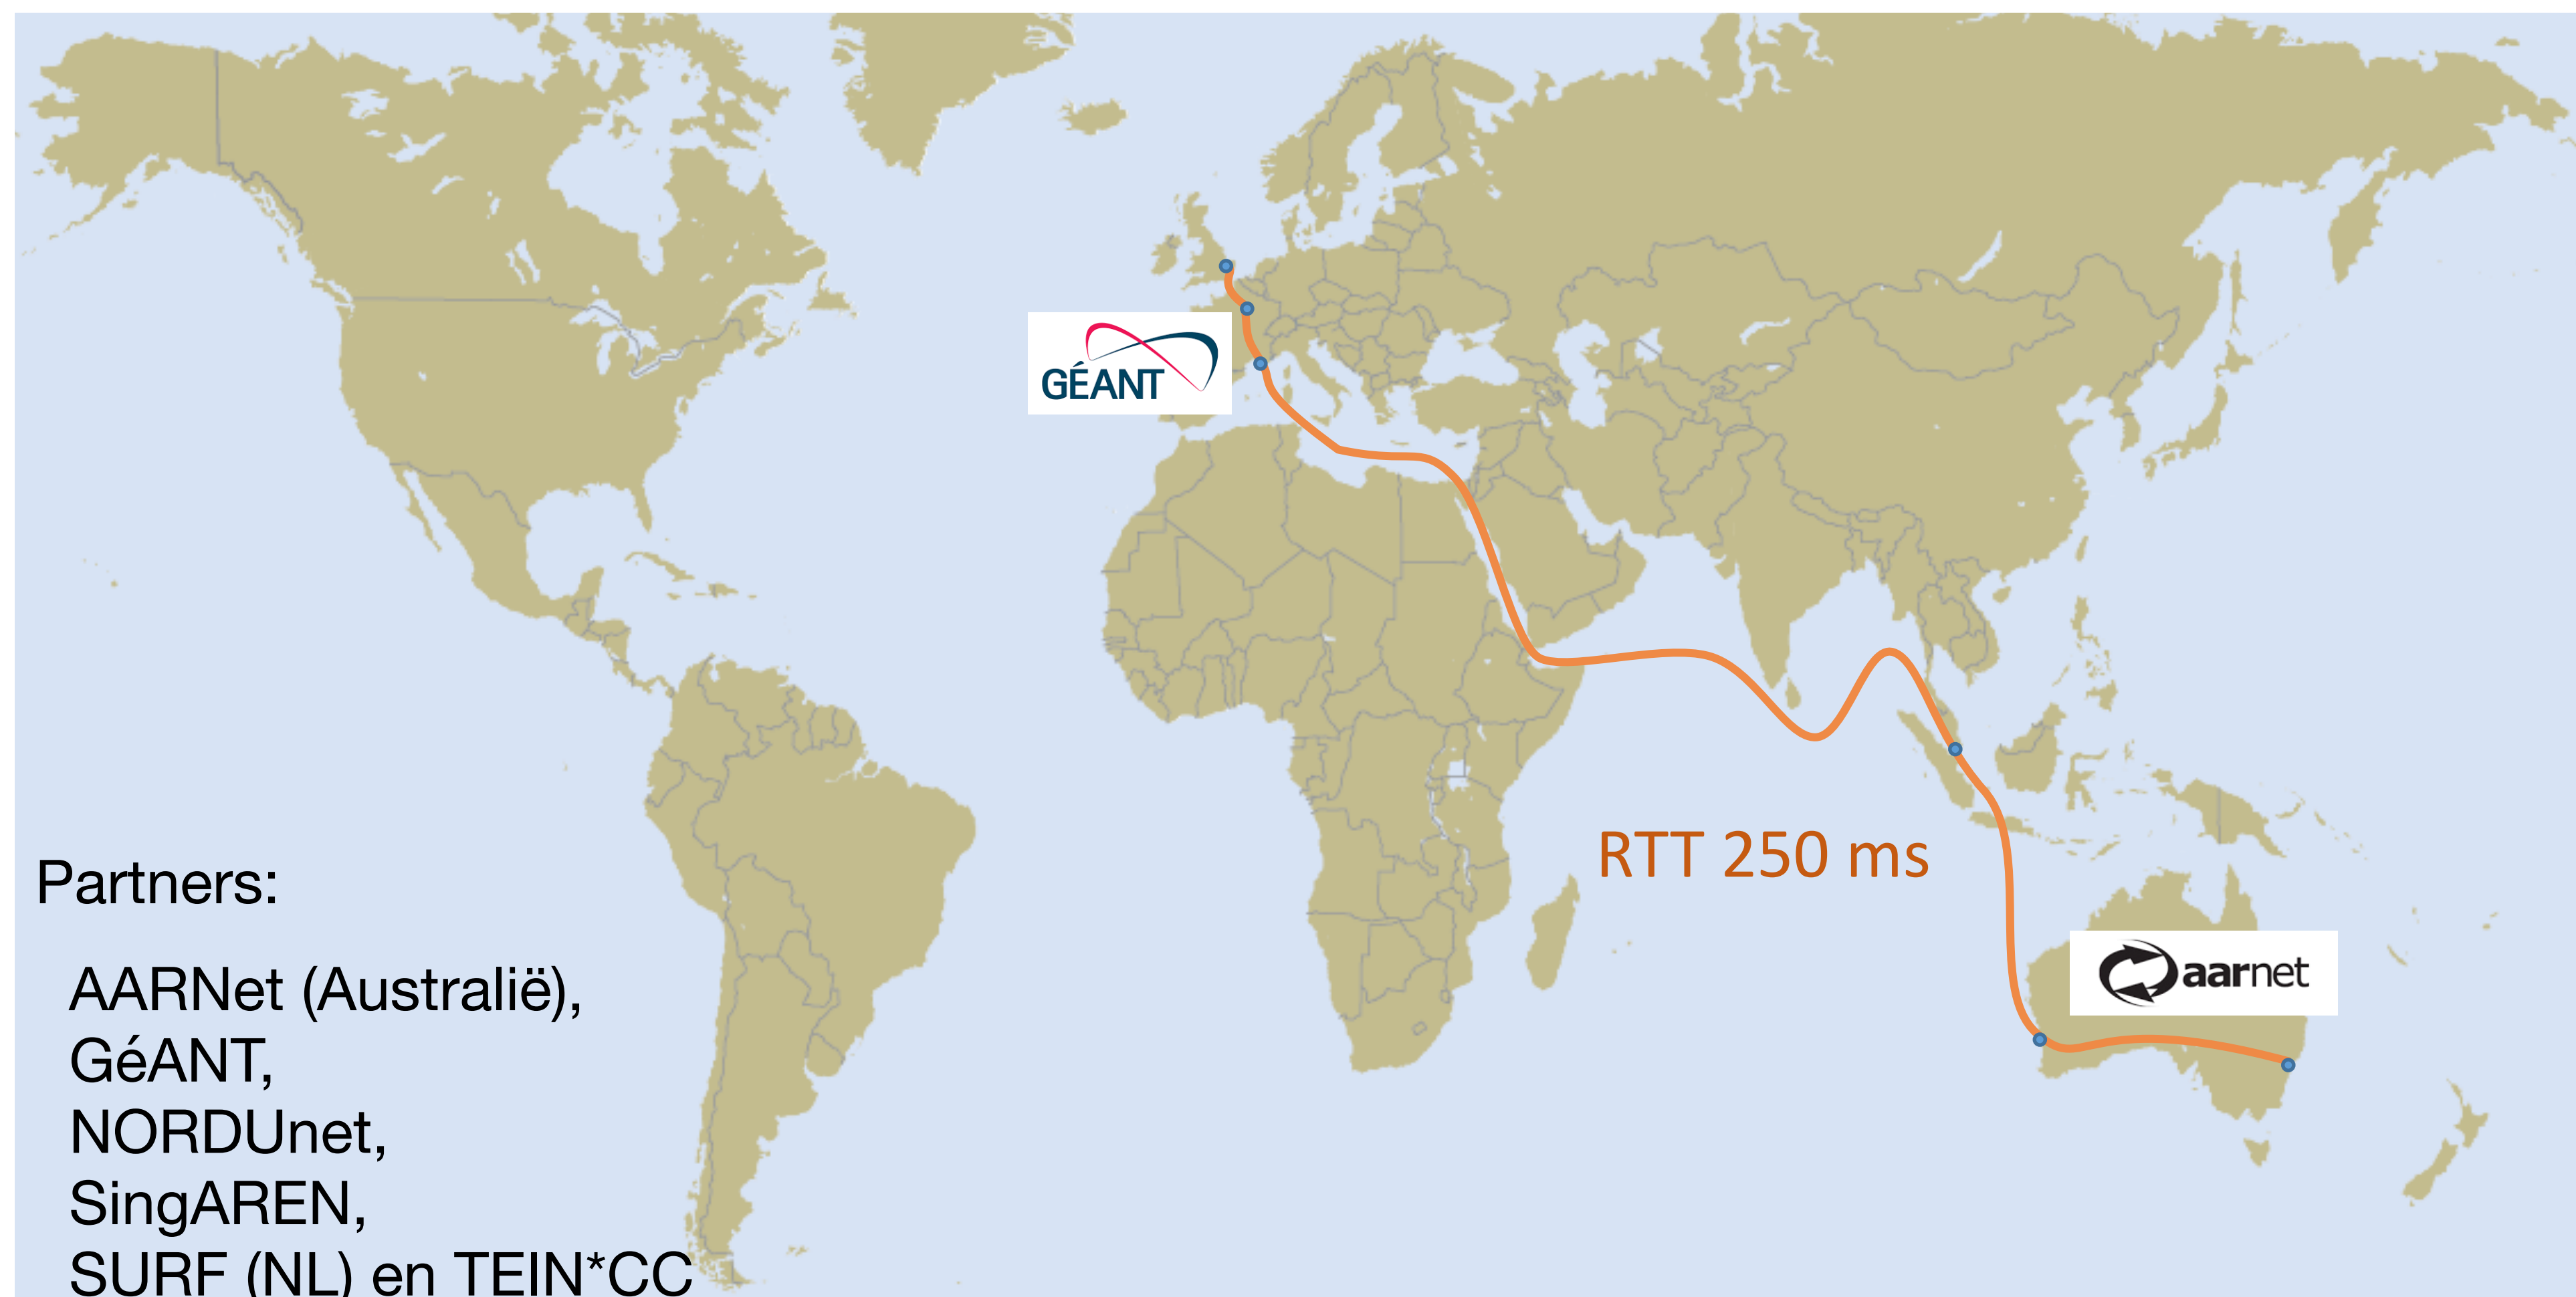 GÉANT
RTT 250 ms
aarnet
Partners:
AARNet (Australië),
GéANT,
NORDUnet,
SingAREN,
SURF (NL) en TEIN*CC